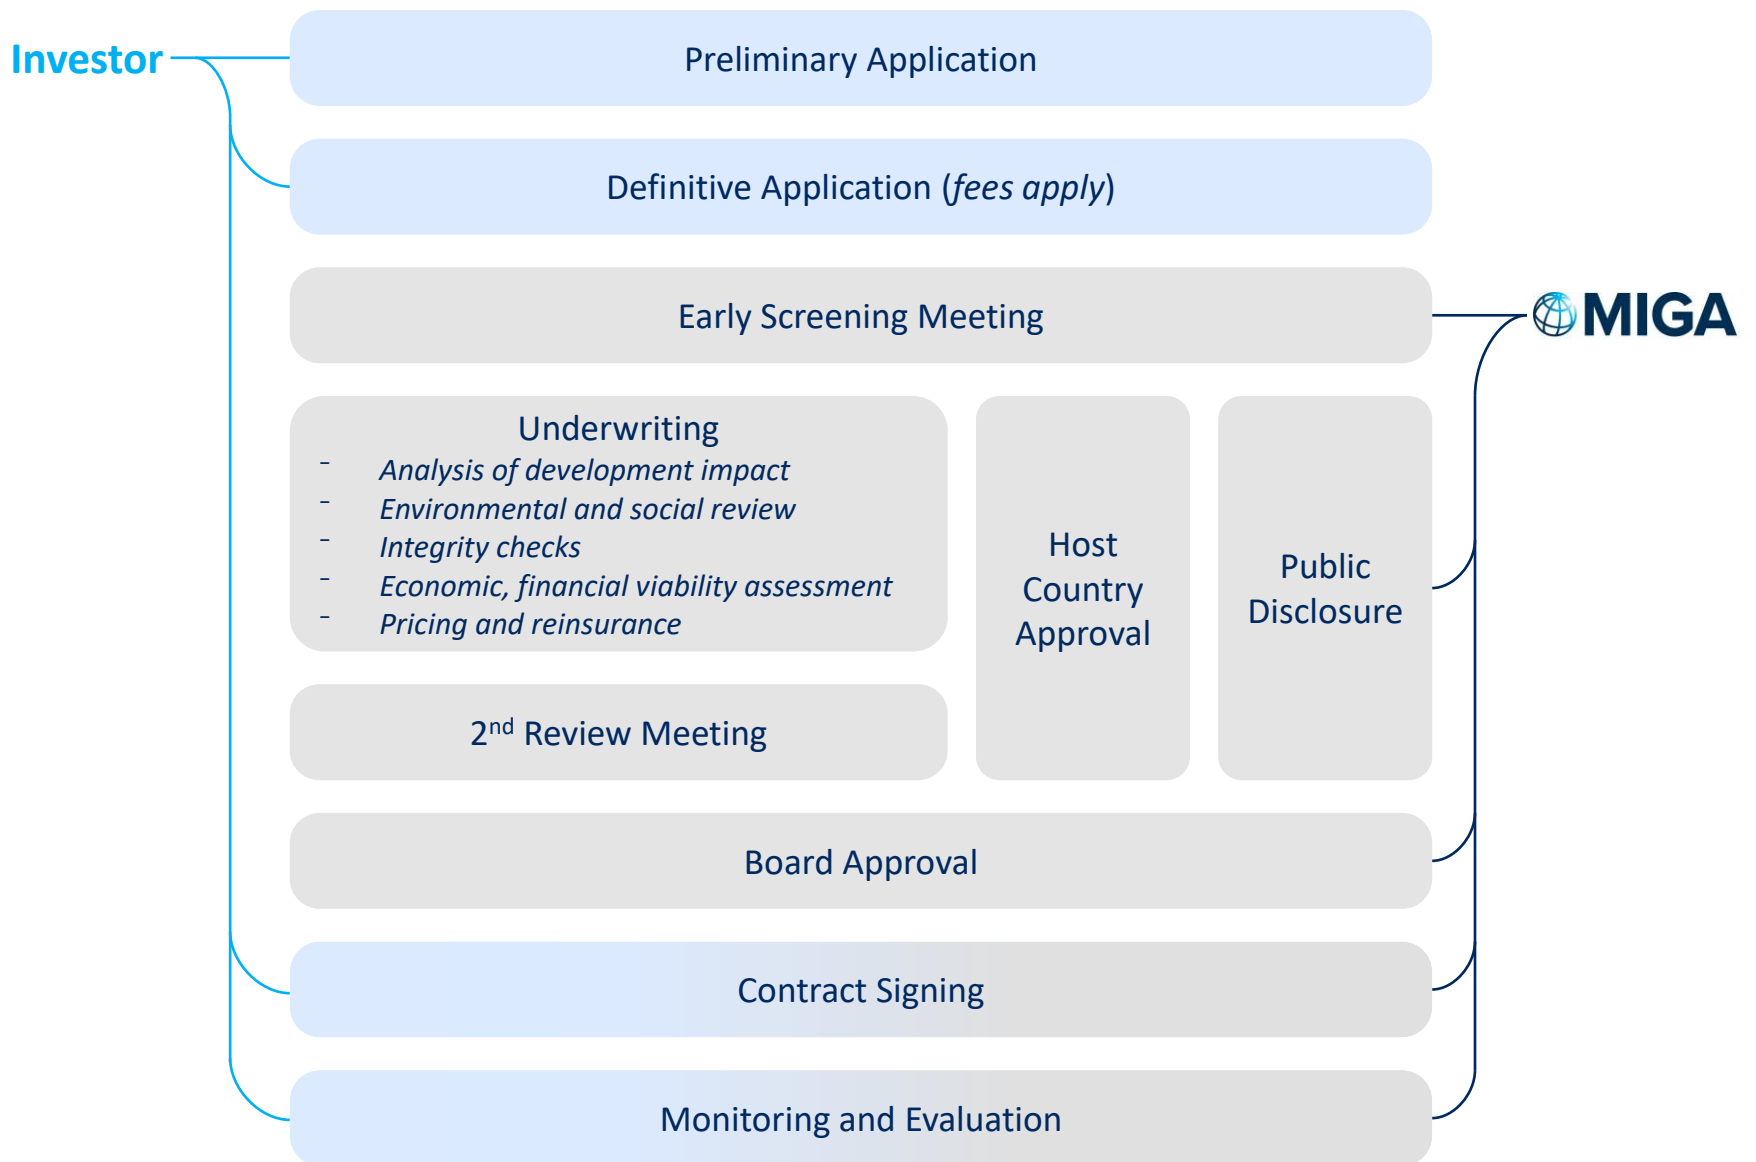 Investor
Preliminary Application
Definitive Application (fees apply)
Early Screening Meeting
MIGA
Underwriting
- Analysis of development impact
- Environmental and social review
- Integrity checks
- Economic, financial viability assessment
- Pricing and reinsurance
Host
Country
Approval
Public
Disclosure
2nd Review Meeting
Board Approval
Contract Signing
Monitoring and Evaluation